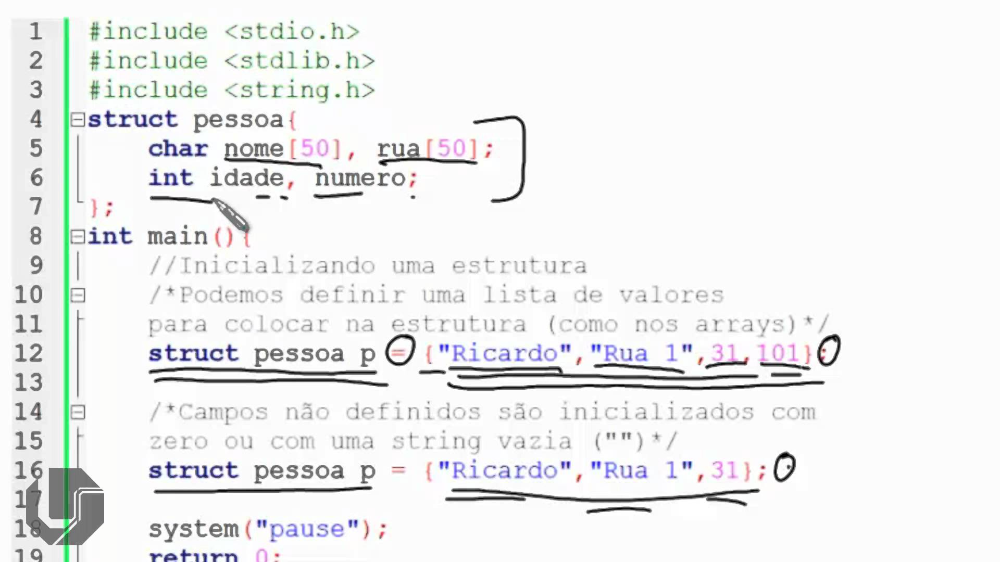 1 #include <stdio.h>
2 #include <stdlib.h>
3 #include <string.h>
4 struct pessoa{
5 char nome[50], rua[50];
6 int idade, numero;
7 };
8 int main(){
9 //Inicializando uma estrutura
10 /*Podemos definir uma lista de valores
11 para colocar na estrutura (como nos arrays)*/
12 struct pessoa p = {"Ricardo","Rua 1",31,101};
13
14 /*Campos não definidos são inicializados com
15 zero ou com uma string vazia ("")*/
16 struct pessoa p = {"Ricardo","Rua 1",31};
17
18 system("pause");
19 return 0;